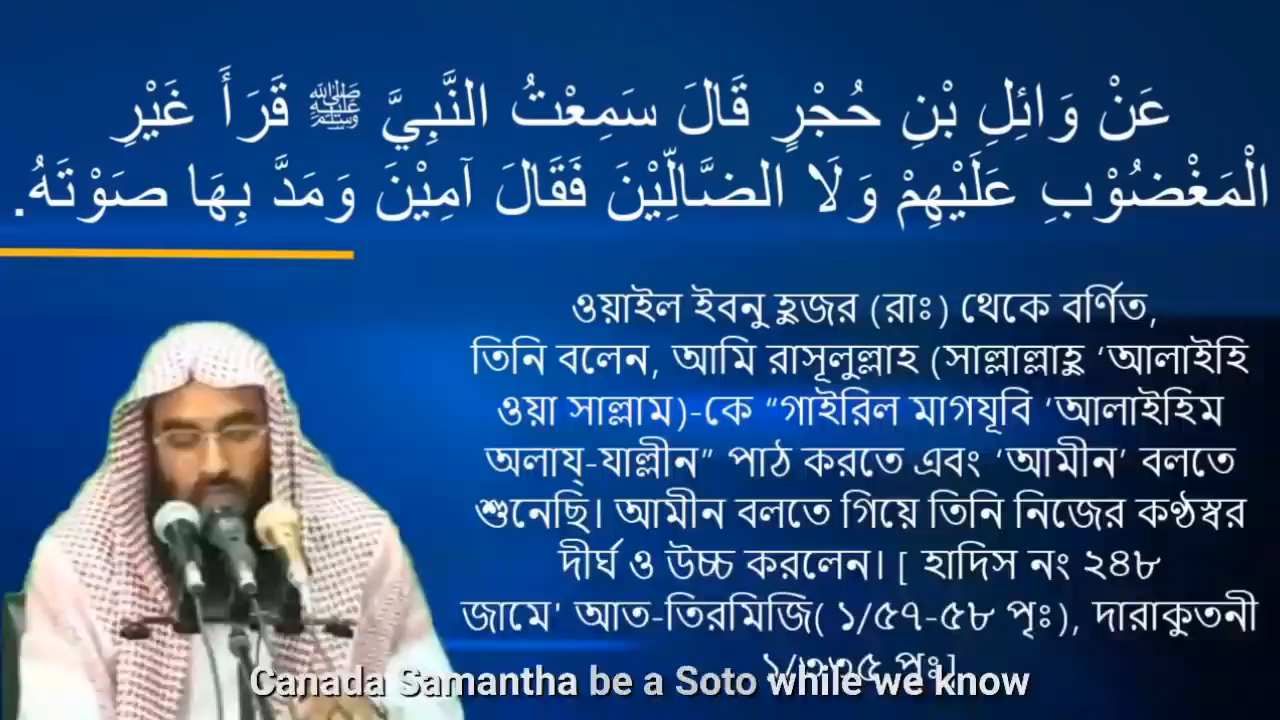 عَنْ وَائِلِ بْنِ حُجْرٍ قَالَ سَمِعْتُ النَّبِيَّ ﷺ قَرَأَ غَيْرِ
الْمَغْضُوْبِ عَلَيْهِمْ وَلَا الضَّالِّيْنَ فَقَالَ آمِيْنَ وَمَدَّ بِهَا صَوْتَهُ.
ওয়াইল ইবনু হুজর (রাঃ) থেকে বর্ণিত,
তিনি বলেন, আমি রাসূলুল্লাহ (সাল্লাল্লাহু ‘আলাইহি
ওয়া সাল্লাম)-কে “গাইরিল মাগযূবি ‘আলাইহিম
অলায্-যাল্লীন” পাঠ করতে এবং ‘আমীন’ বলতে
শুনেছি। আমীন বলতে গিয়ে তিনি নিজের কণ্ঠস্বর
দীর্ঘ ও উচ্চ করলেন। [ হাদিস নং ২৪৮
জামে' আত-তিরমিজি( ১/৫৭-৫৮ পৃঃ), দারাকুতনী
১/৩৩৫ পৃঃ]
Canada Samantha be a Soto while we know